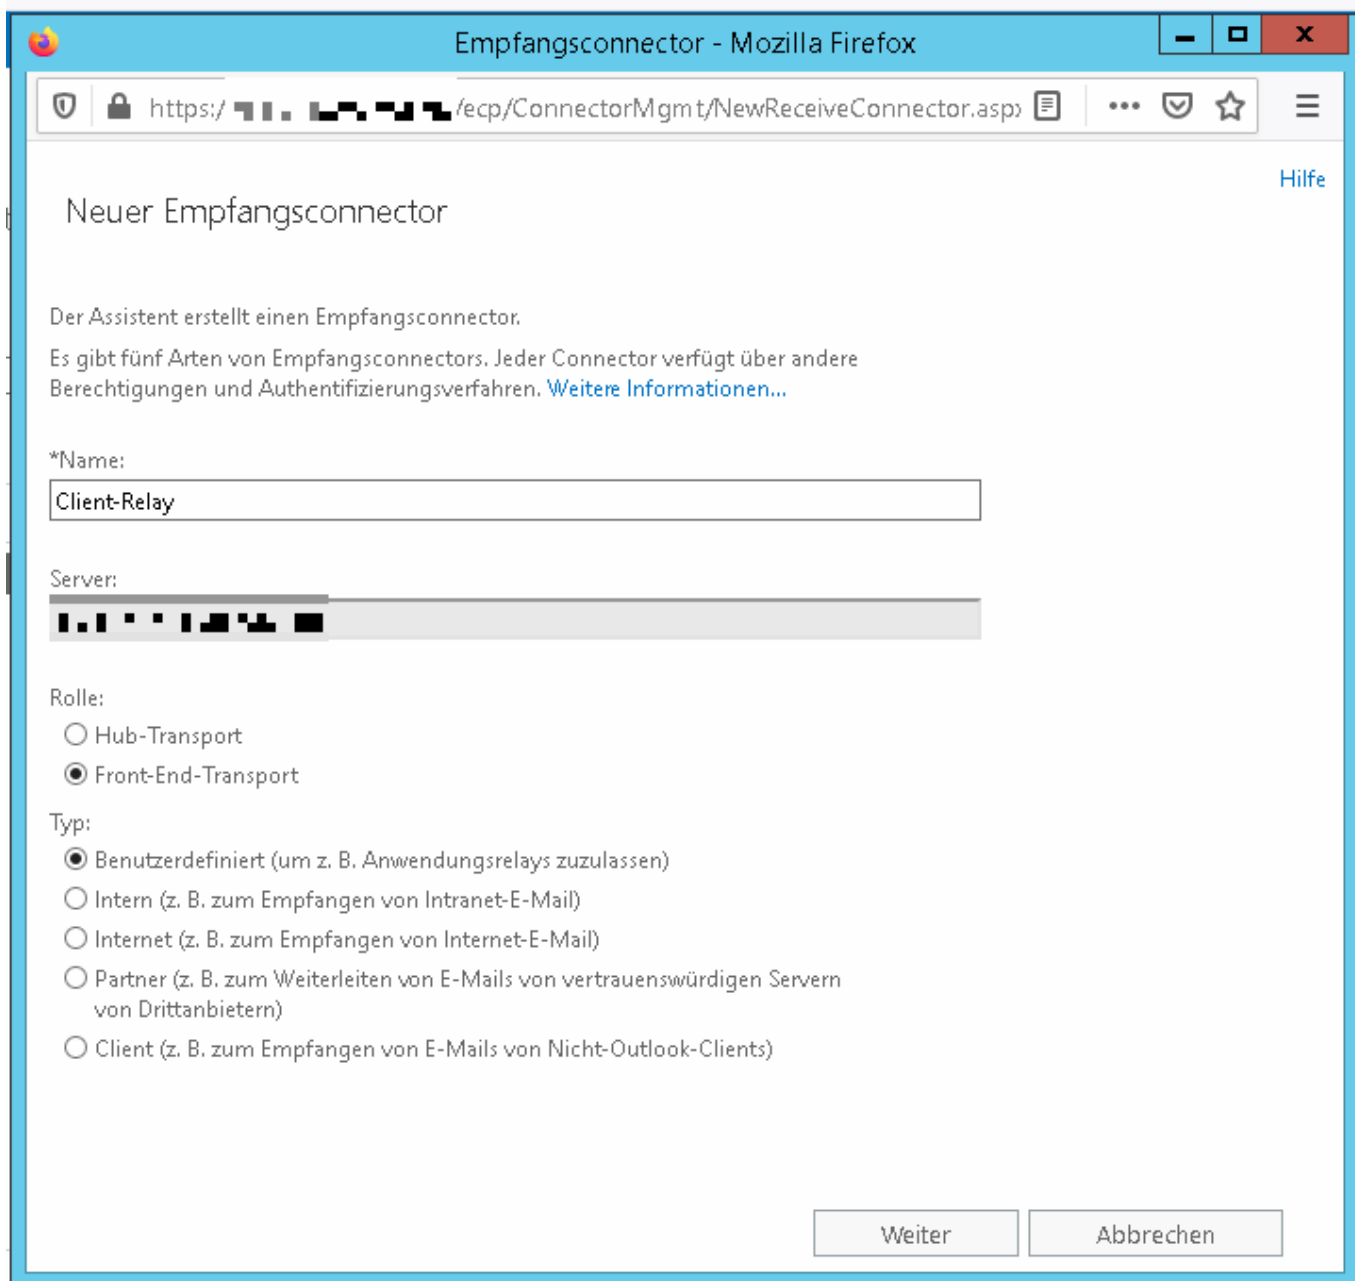 Empfangsconnector - Mozilla Firefox
https:/ /ecp/ConnectorMgmt/NewReceiveConnector.asp
Hilfe
Neuer Empfangsconnector
Der Assistent erstellt einen Empfangsconnector.
Es gibt fünf Arten von Empfangsconnectors. Jeder Connector verfügt über andere
Berechtigungen und Authentifizierungsverfahren. Weitere Informationen...
*Name:
Client-Relay
Server:
Rolle:
Hub-Transport
Front-End-Transport
Typ:
Benutzerdefiniert (um z. B. Anwendungsrelays zuzulassen)
Intern (z. B. zum Empfangen von Intranet-E-Mail)
Internet (z. B. zum Empfangen von Internet-E-Mail)
Partner (z. B. zum Weiterleiten von E-Mails von vertrauenswürdigen Servern
von Drittanbietern)
Client (z. B. zum Empfangen von E-Mails von Nicht-Outlook-Clients)
Weiter
Abbrechen